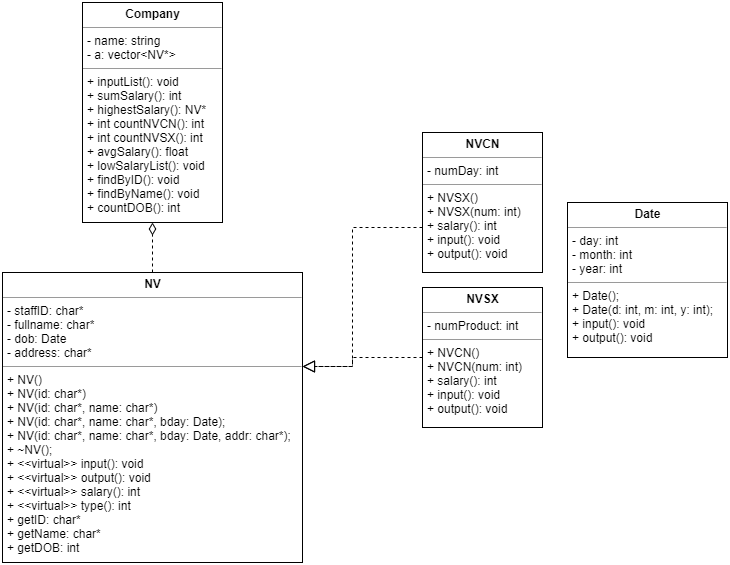 Company
- name: string
- a: vector<NV*>
+ inputList(): void
+ sumSalary(): int
+ highestSalary(): NV*
+ int countNVCN(): int
+ int countNVSX(): int
+ avgSalary(): float
+ lowSalaryList(): void
+ findByID(): void
+ findByName(): void
+ countDOB(): int
NV
- staffID: char*
- fullname: char*
- dob: Date
- address: char*
+ NV()
+ NV(id: char*)
+ NV(id: char*, name: char*)
+ NV(id: char*, name: char*, bday: Date);
+ NV(id: char*, name: char*, bday: Date, addr: char*);
+ ~NV();
+ <<virtual>> input(): void
+ <<virtual>> output(): void
+ <<virtual>> salary(): int
+ <<virtual>> type(): int
+ getID: char*
+ getName: char*
+ getDOB: int
NVCN
- numDay: int
+ NVSX()
+ NVSX(num: int)
+ salary(): int
+ input(): void
+ output(): void
NVSX
- numProduct: int
+ NVCN()
+ NVCN(num: int)
+ salary(): int
+ input(): void
+ output(): void
Date
- day: int
- month: int
- year: int
+ Date();
+ Date(d: int, m: int, y: int);
+ input(): void
+ output(): void